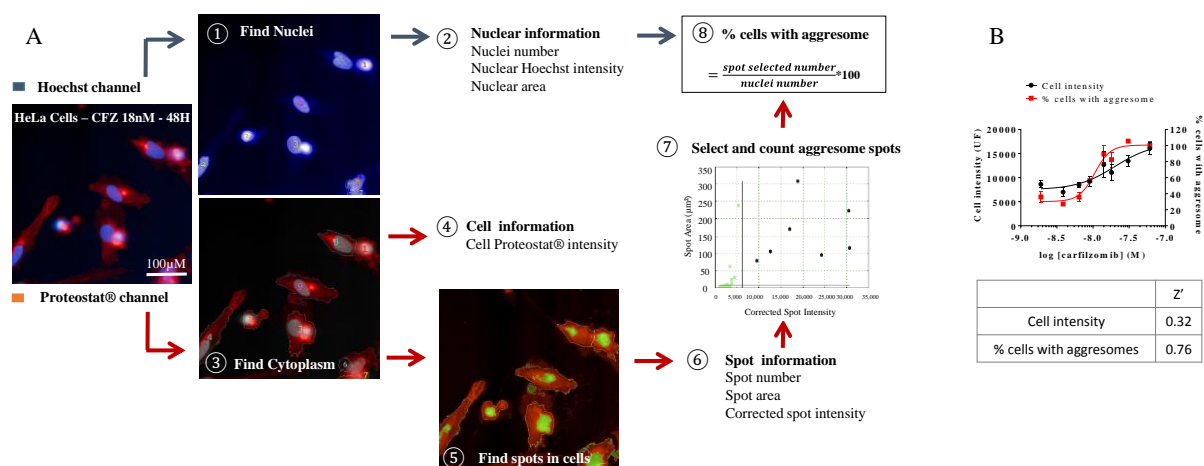 A
① Find Nuclei
② Nuclear information
Nuclei number
Nuclear Hoechst intensity
Nuclear area
⑧ % cells with aggresome
= spot selected number / nuclei number *100
Hoechst channel
HeLa Cells – CFZ 18nM - 48H
100µM
Proteostat® channel
③ Find Cytoplasm
④ Cell information
Cell Proteostat® intensity
⑤ Find spots in cells
⑥ Spot information
Spot number
Spot area
Corrected spot intensity
⑦ Select and count aggresome spots
350
300
250
200
150
100
50
0
Spot Area (µm²)
0 5,000 10,000 15,000 20,000 25,000 30,000 35,000
Corrected Spot Intensity
B
Cell intensity
% cells with aggresome
20000
15000
10000
5000
0
Cell intensity (UF)
120
100
80
60
40
20
0
% cells with aggresome
-9.0 -8.5 -8.0 -7.5 -7.0
log [carfilzomib] (M)
Z’
Cell intensity 0.32
% cells with aggresomes 0.76